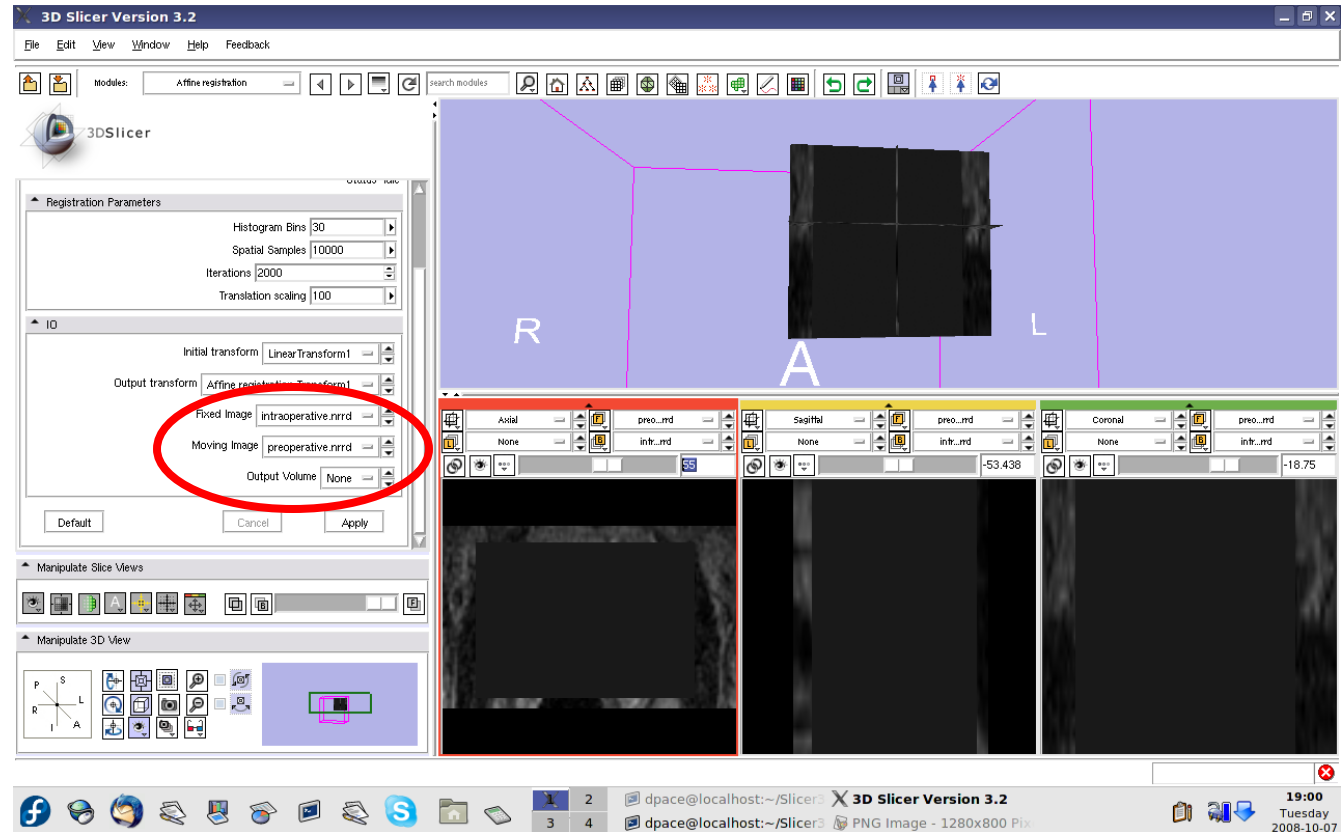 3D Slicer Version 3.2
File Edit View Window Help Feedback
Modules: Affine registration search modules
3DSlicer
Registration Parameters
Histogram Bins 30
Spatial Samples 10000
Iterations 2000
Translation scaling 100
IO
Initial transform LinearTransform1
Output transform Affine registration Transform1
Fixed Image intraoperative.nrrd
Moving Image preoperative.nrrd
Output Volume None
Default Cancel Apply
Manipulate Slice Views
A B F
Manipulate 3D View
P S
R L
I A
R L
A
Axial F preo...rrd
L None B intr...rrd
55
Sagittal F preo...rrd
L None B intr...rrd
-53.438
Coronal F preo...rrd
L None B intr...rrd
-18.75
1 2
3 4
dpace@localhost:~/Slicer3
dpace@localhost:~/Slicer3
3D Slicer Version 3.2
PNG Image - 1280x800 Pix
19:00
Tuesday
2008-10-07